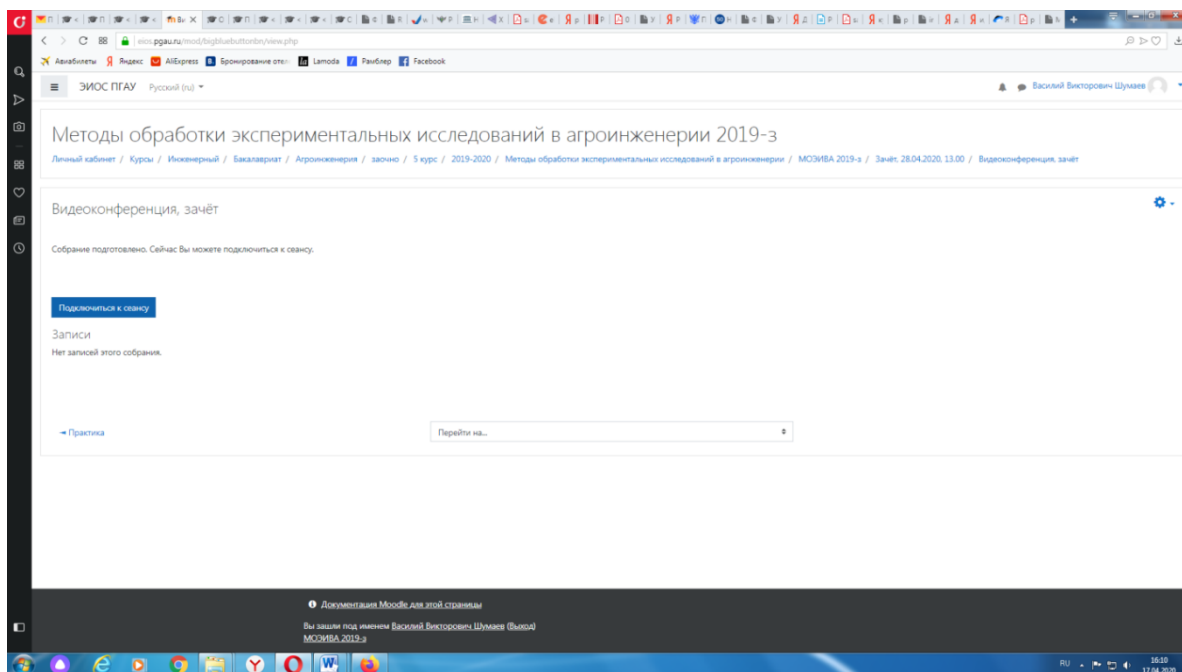 eios.pgau.ru/mod/bigbluebuttonbn/view.php
Авиабилеты Яндекс AliExpress Бронирование отел Lamoda Рамблер Facebook
ЭИОС ПГАУ Русский (ru) Василий Викторович Шумаев
Методы обработки экспериментальных исследований в агроинженерии 2019-з
Личный кабинет / Курсы / Инженерный / Бакалавриат / Агроинженерия / заочно / 5 курс / 2019-2020 / Методы обработки экспериментальных исследований в агроинженерии / МОЭИВА 2019-з / Зачёт, 28.04.2020, 13.00 / Видеоконференция, зачёт
Видеоконференция, зачёт
Собрание подготовлено. Сейчас Вы можете подключиться к сеансу.
Подключиться к сеансу
Записи
Нет записей этого собрания.
◄ Практика Перейти на...
Документация Moodle для этой страницы
Вы зашли под именем Василий Викторович Шумаев (Выход)
МОЭИВА 2019-з
RU 16:10
17.04.2020